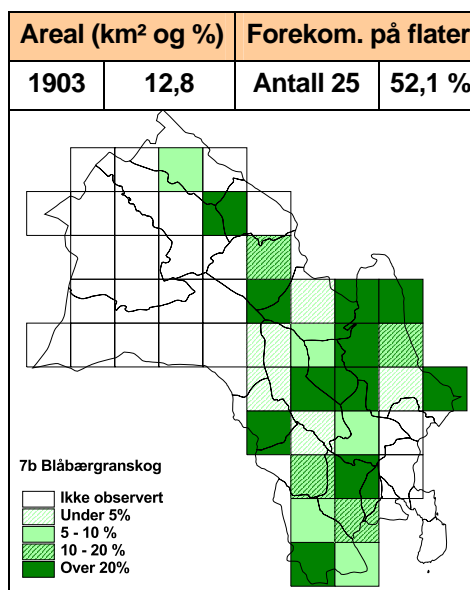 Areal (km² og %) Forekom. på flater
1903 12,8 Antall 25 52,1 %
7b Blåbærgranskog
Ikke observert
Under 5%
5 - 10 %
10 - 20 %
Over 20%